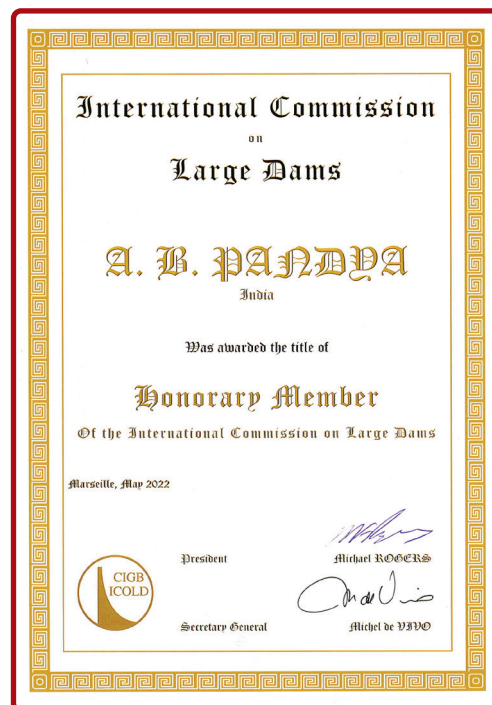 International Commission
on
Large Dams
A. B. PANDYA
India
Was awarded the title of
Honorary Member
Of the International Commission on Large Dams
Marseille, May 2022
President
Michael ROGERS
CIGB
ICOLD
Secretary General
Michel de VIVO